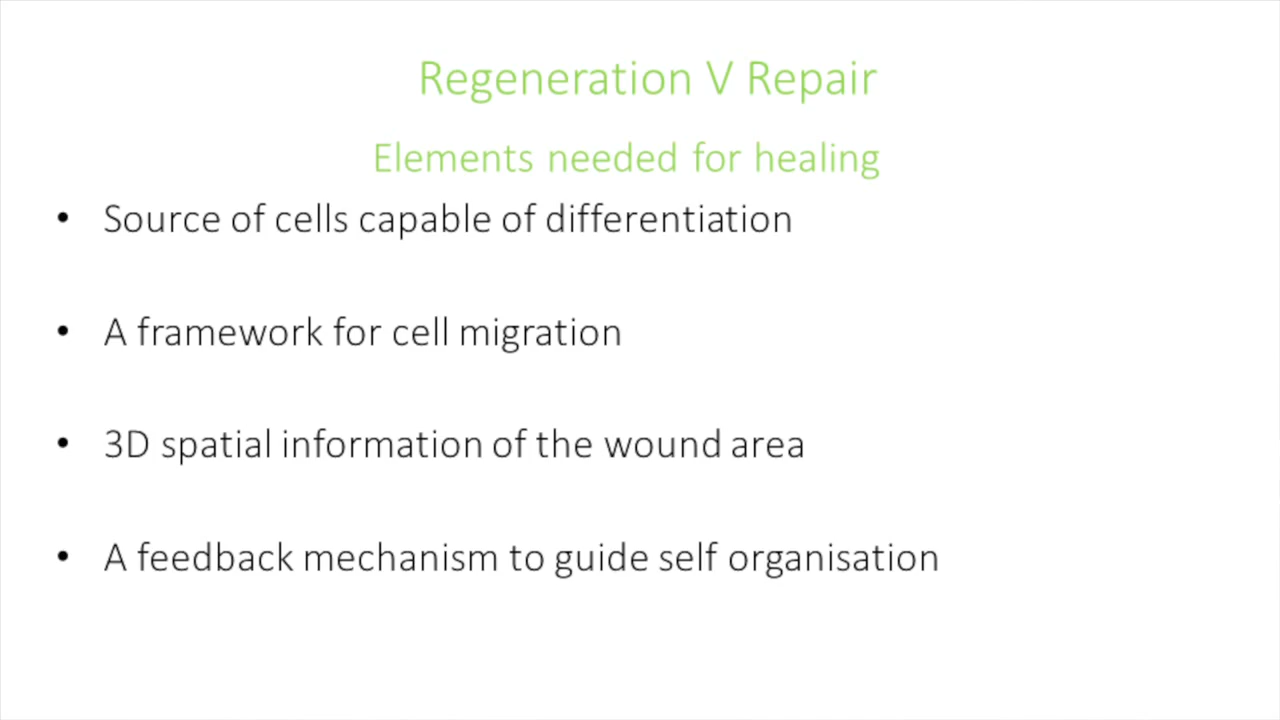 Regeneration V Repair
Elements needed for healing
• Source of cells capable of differentiation
• A framework for cell migration
• 3D spatial information of the wound area
• A feedback mechanism to guide self organisation